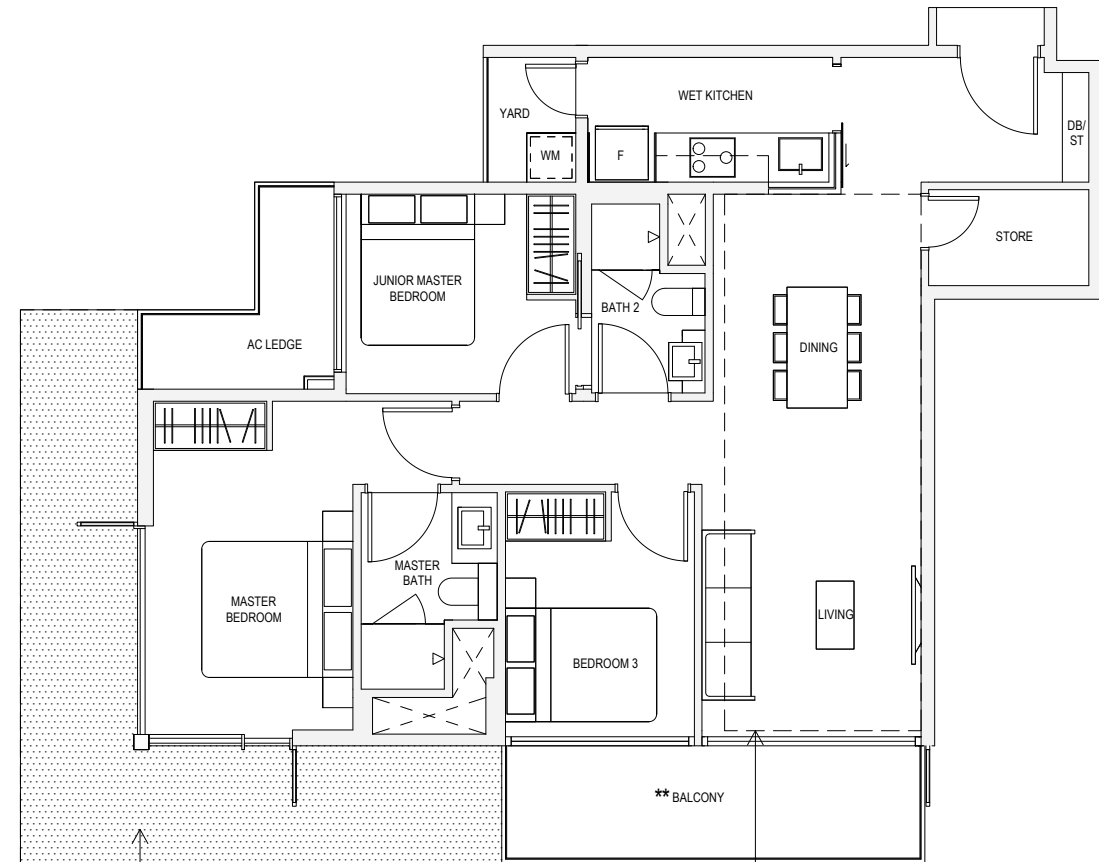 WET KITCHEN
YARD
DB/
ST
WM
F
STORE
JUNIOR MASTER
BEDROOM
BATH 2
AC LEDGE
DINING
MASTER
BATH
MASTER
BEDROOM
LIVING
BEDROOM 3
** BALCONY